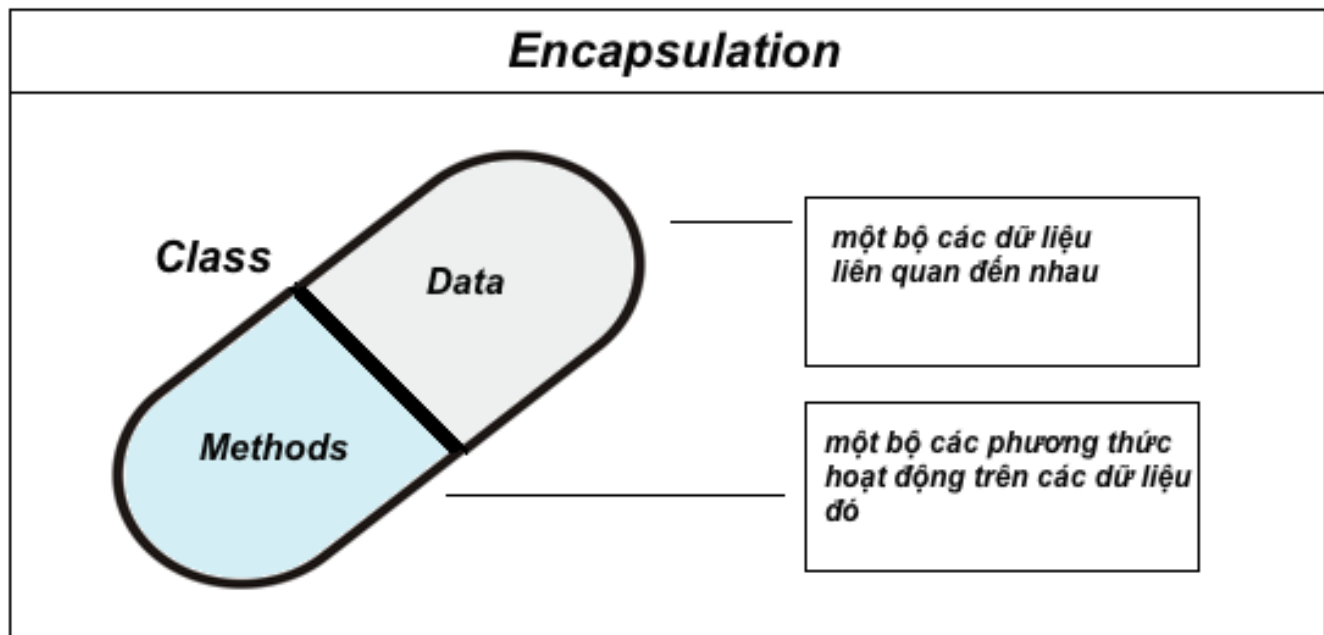 Encapsulation
Class
Data
Methods
một bộ các dữ liệu
liên quan đến nhau
một bộ các phương thức
hoạt động trên các dữ liệu
đó